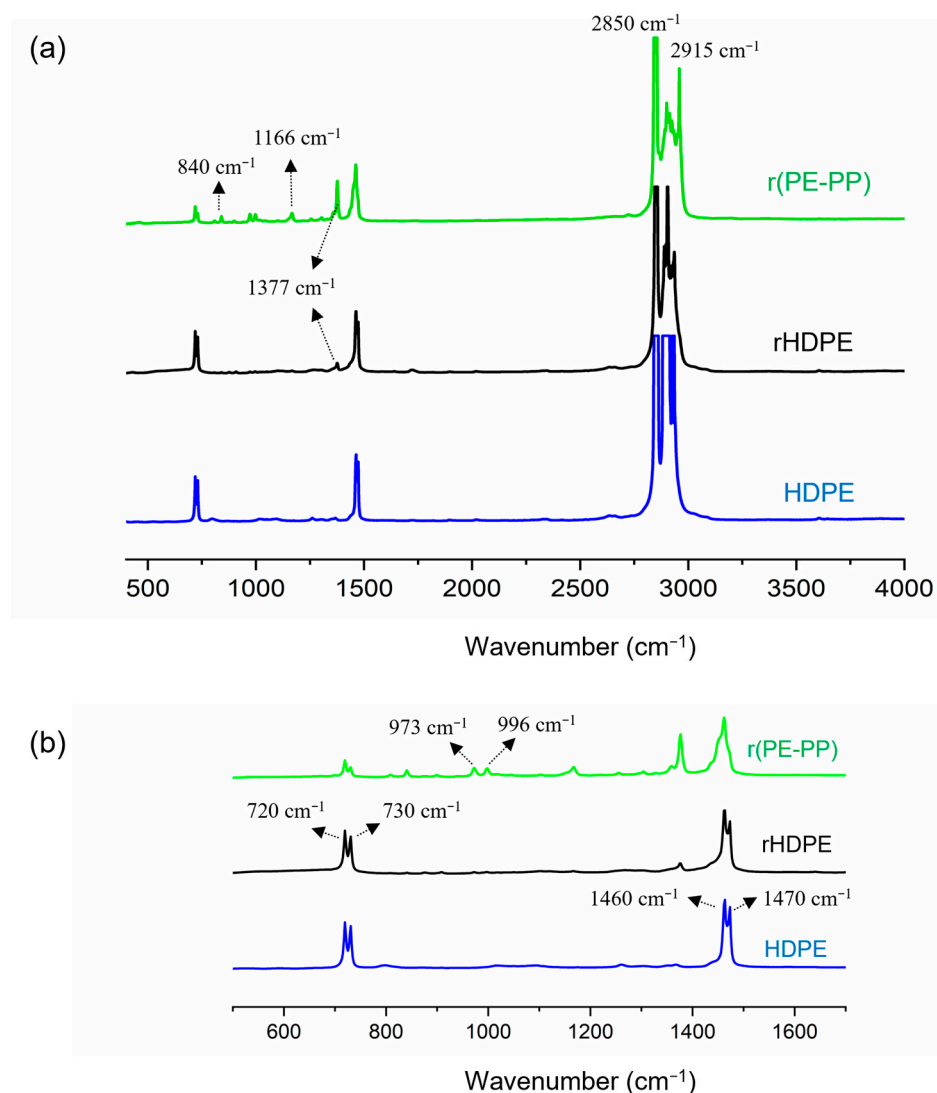 (a)
2850 cm⁻¹
2915 cm⁻¹
1166 cm⁻¹
840 cm⁻¹
r(PE-PP)
1377 cm⁻¹
rHDPE
HDPE
500 1000 1500 2000 2500 3000 3500 4000
Wavenumber (cm⁻¹)
(b)
973 cm⁻¹
996 cm⁻¹
r(PE-PP)
720 cm⁻¹
730 cm⁻¹
rHDPE
1460 cm⁻¹
1470 cm⁻¹
HDPE
600 800 1000 1200 1400 1600
Wavenumber (cm⁻¹)